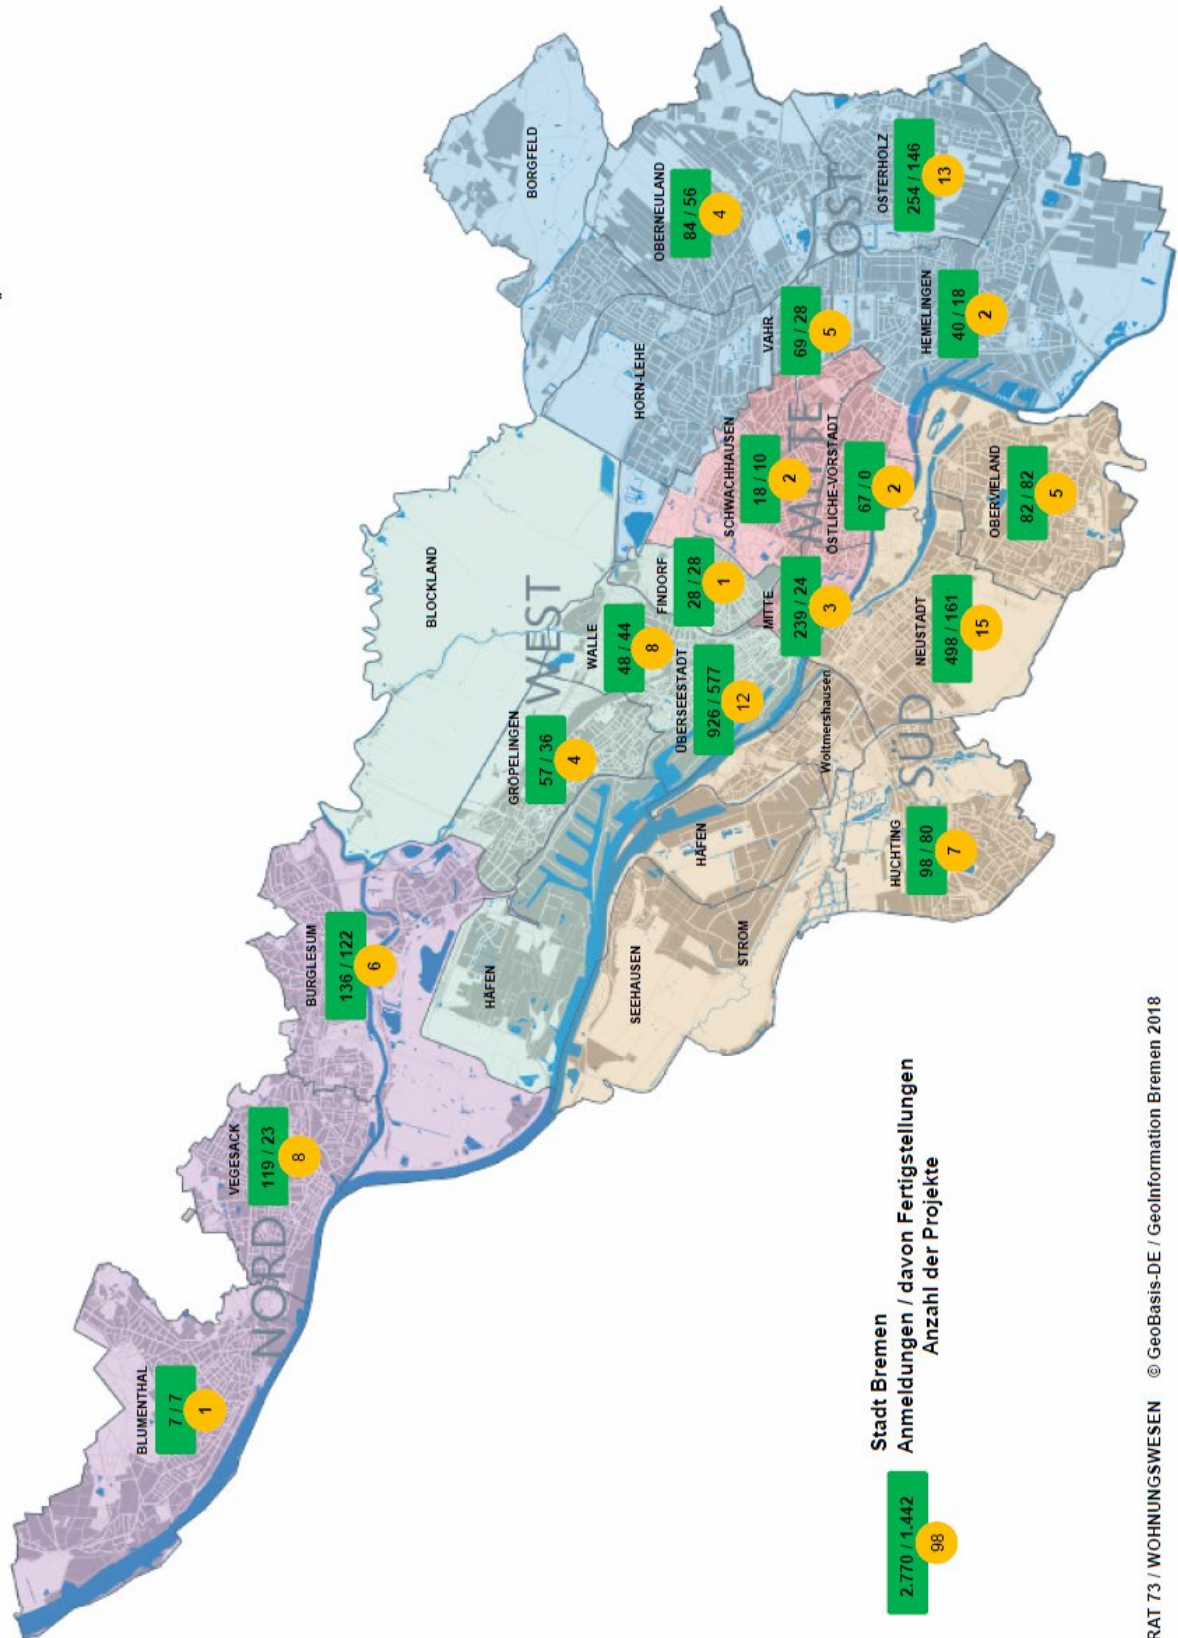 BLUMENTHAL
7 / 7
1
NORD
VEGESACK
119 / 23
8
BURGLESUM
136 / 122
6
BLOCKLAND
WEST
GRÖPELINGEN
57 / 36
4
WALLE
48 / 44
8
FINDORF
28 / 28
1
ÜBERSEESTADT
926 / 577
12
HÄFEN
MITTE
239 / 24
3
SCHWACHHAUSEN
18 / 10
2
MITTE
ÖSTLICHE-VORSTADT
67 / 0
2
BORGFELD
HORN-LEHE
OBERNEULAND
84 / 56
4
VAHR
69 / 28
5
OST
OSTERHOLZ
254 / 146
13
HEMELINGEN
40 / 18
2
SEEHAUSEN
STROM
HÄFEN
Woltmershausen
SÜD
HUCHTING
98 / 80
7
NEUSTADT
498 / 161
15
OBERVIELAND
82 / 82
5
Stadt Bremen
2.770 / 1.442
Anmeldungen / davon Fertigstellungen
98
Anzahl der Projekte
RAT 73 / WOHNUNGSWESEN © GeoBasis-DE / GeoInformation Bremen 2018